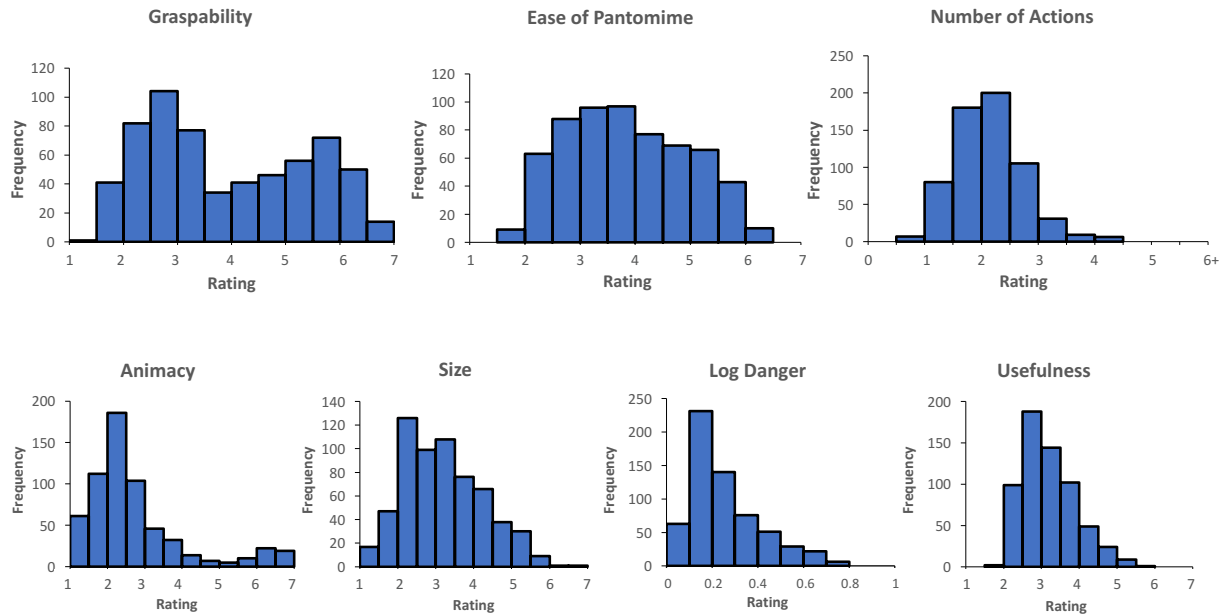 Graspability
Frequency
120
100
80
60
40
20
0
1 2 3 4 5 6 7
Rating
Ease of Pantomime
Frequency
120
100
80
60
40
20
0
1 2 3 4 5 6 7
Rating
Number of Actions
Frequency
250
200
150
100
50
0
0 1 2 3 4 5 6+
Rating
Animacy
Frequency
200
150
100
50
0
1 2 3 4 5 6 7
Rating
Size
Frequency
140
120
100
80
60
40
20
0
1 2 3 4 5 6 7
Rating
Log Danger
Frequency
250
200
150
100
50
0
0 0.2 0.4 0.6 0.8 1
Rating
Usefulness
Frequency
200
150
100
50
0
1 2 3 4 5 6 7
Rating